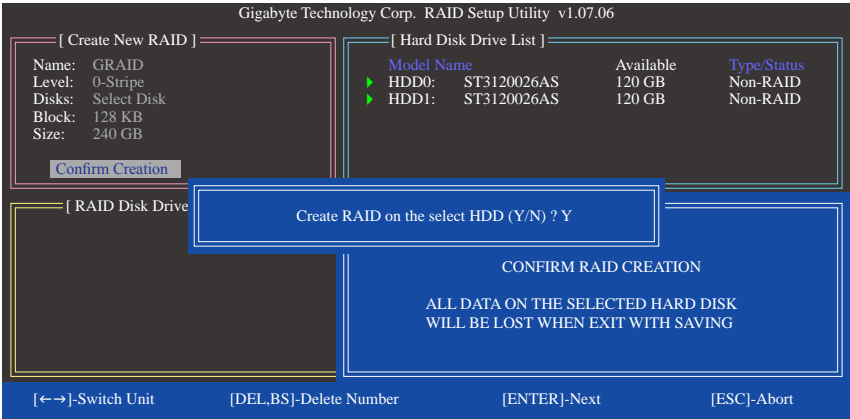 Gigabyte Technology Corp. RAID Setup Utility v1.07.06
[ Create New RAID ]
Name: GRAID
Level: 0-Stripe
Disks: Select Disk
Block: 128 KB
Size: 240 GB
Confirm Creation
[ Hard Disk Drive List ]
Model Name Available Type/Status
HDD0: ST3120026AS 120 GB Non-RAID
HDD1: ST3120026AS 120 GB Non-RAID
[ RAID Disk Drive
Create RAID on the select HDD (Y/N) ? Y
CONFIRM RAID CREATION
ALL DATA ON THE SELECTED HARD DISK
WILL BE LOST WHEN EXIT WITH SAVING
[←→]-Switch Unit [DEL,BS]-Delete Number [ENTER]-Next [ESC]-Abort